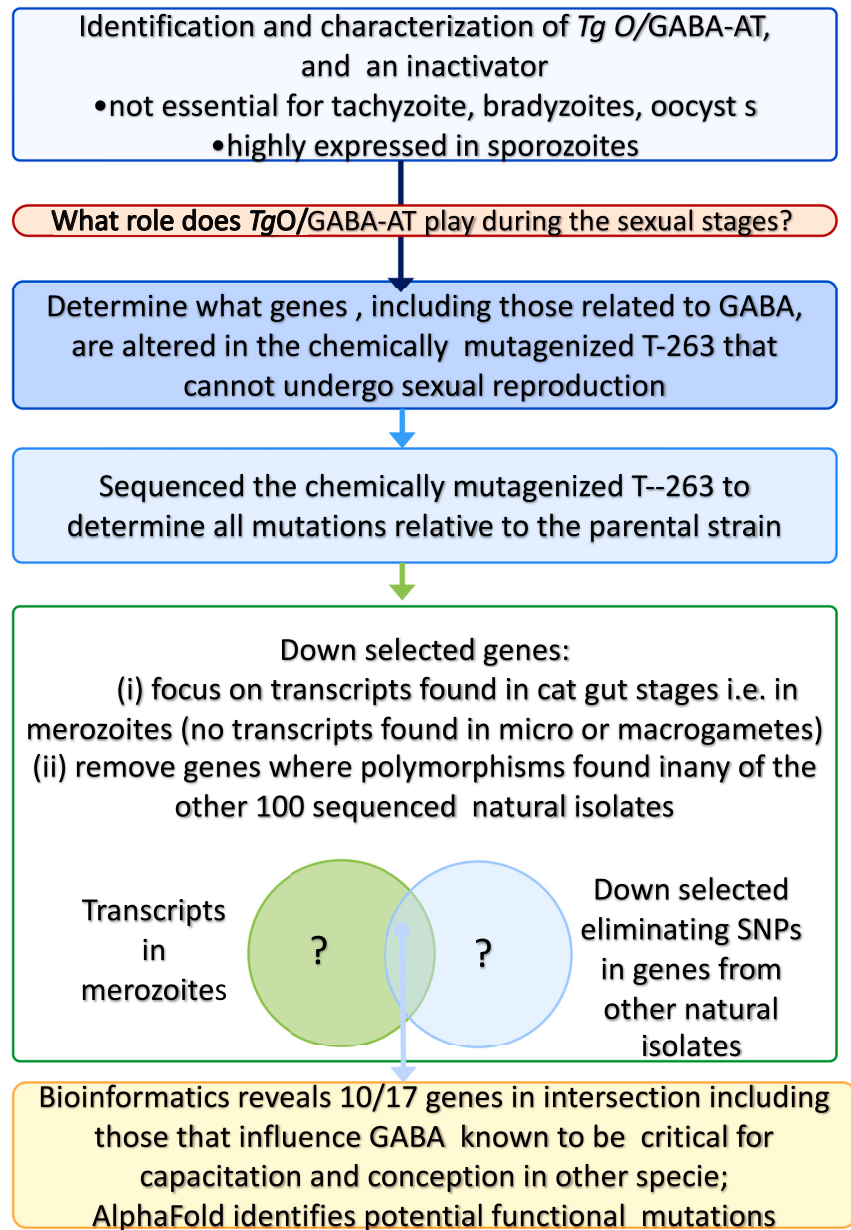 Identification and characterization of Tg O/GABA-AT,
and an inactivator
•not essential for tachyzoite, bradyzoites, oocyst s
•highly expressed in sporozoites
What role does TgO/GABA-AT play during the sexual stages?
Determine what genes , including those related to GABA,
are altered in the chemically mutagenized T-263 that
cannot undergo sexual reproduction
Sequenced the chemically mutagenized T--263 to
determine all mutations relative to the parental strain
Down selected genes:
(i) focus on transcripts found in cat gut stages i.e. in
merozoites (no transcripts found in micro or macrogametes)
(ii) remove genes where polymorphisms found inany of the
other 100 sequenced natural isolates
Transcripts
in
merozoites
?
?
Down selected
eliminating SNPs
in genes from
other natural
isolates
Bioinformatics reveals 10/17 genes in intersection including
those that influence GABA known to be critical for
capacitation and conception in other specie;
AlphaFold identifies potential functional mutations